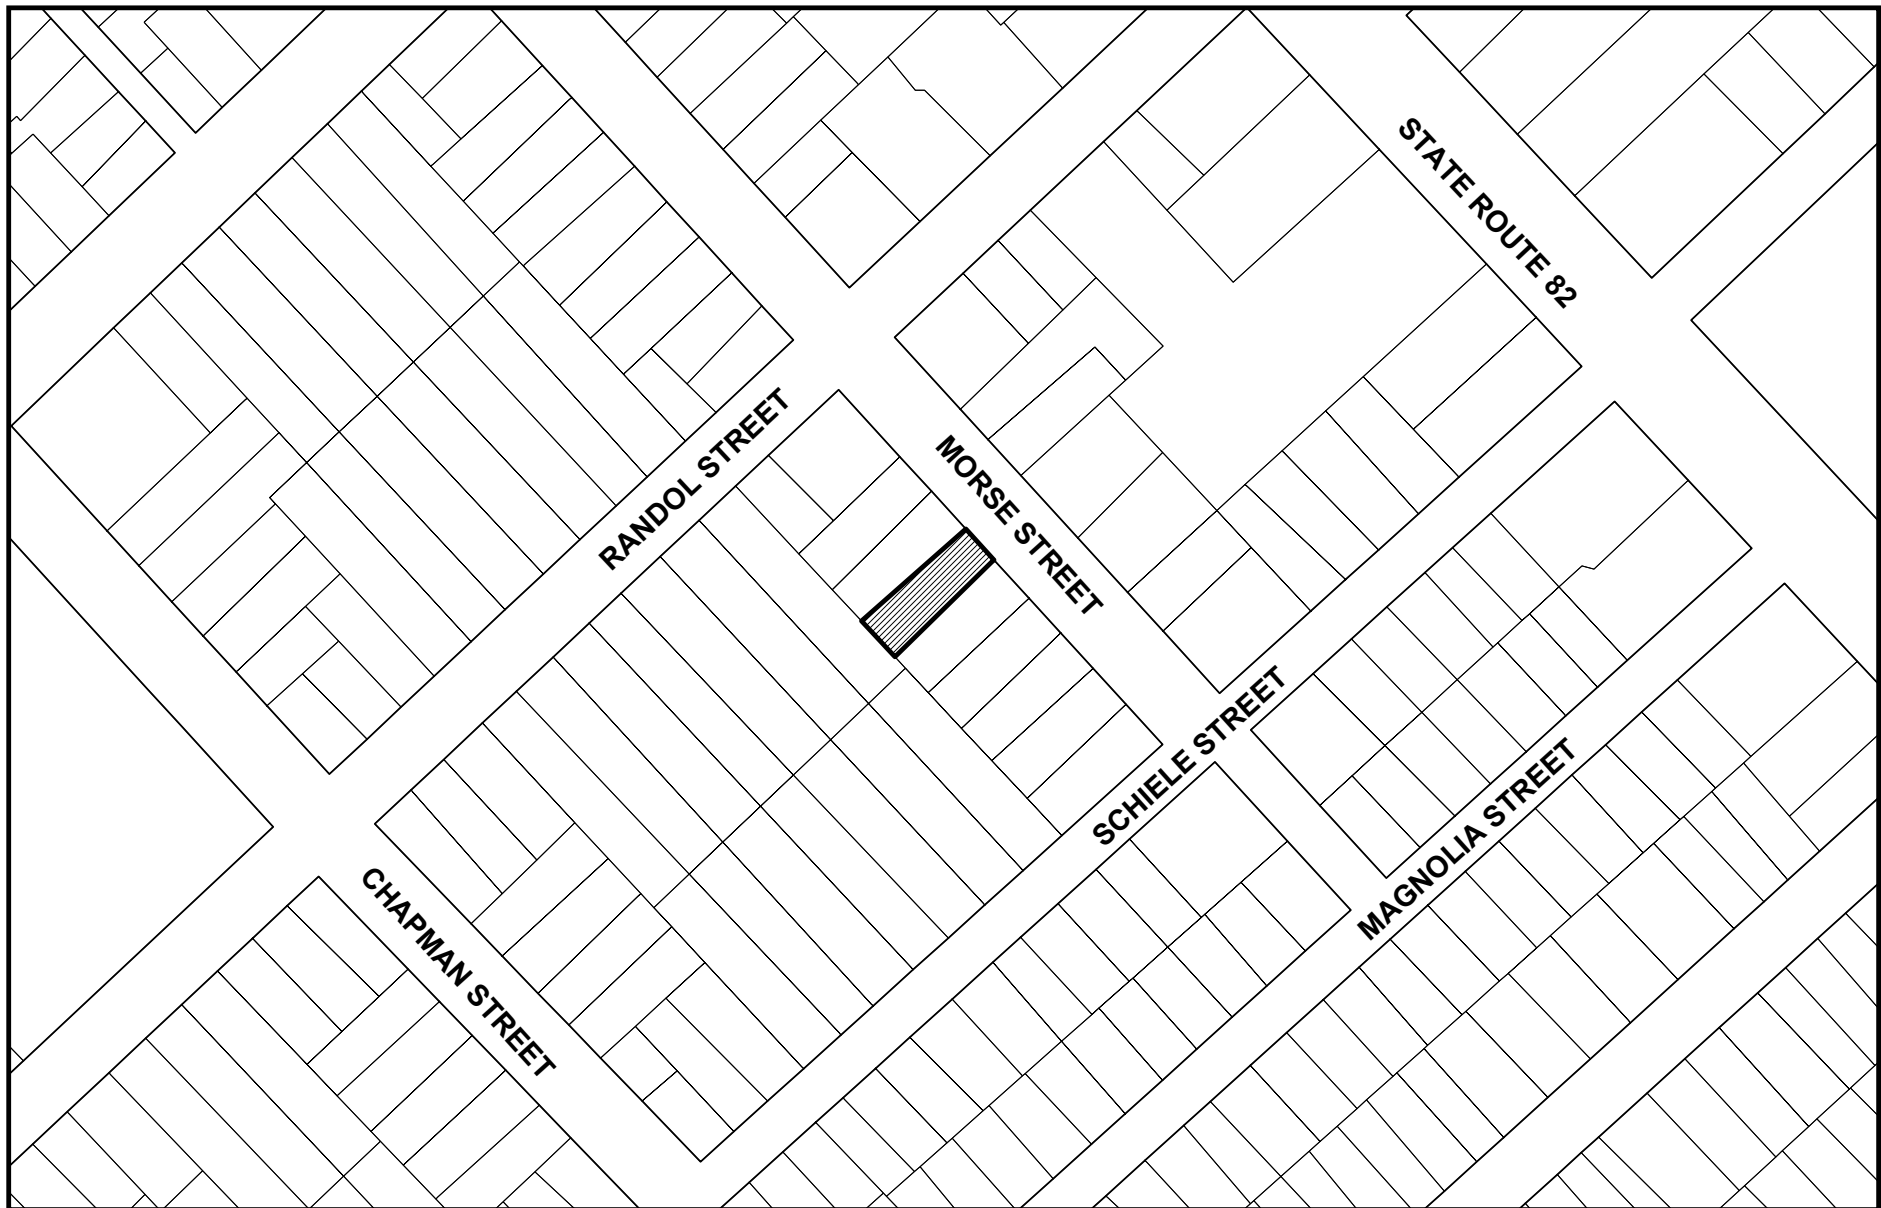 STATE ROUTE 82
RANDOL STREET
MORSE STREET
SCHIELE STREET
MAGNOLIA STREET
CHAPMAN STREET